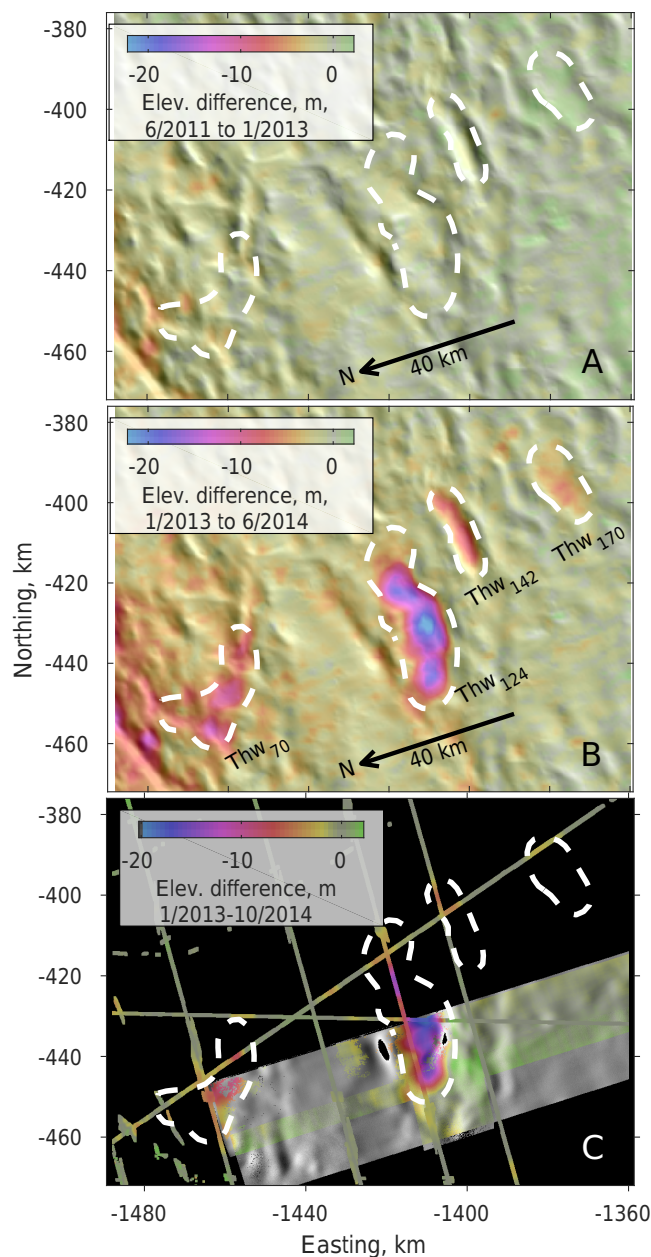 -380
-400
-420
-440
-460
-20 -10 0
Elev. difference, m,
6/2011 to 1/2013
N
40 km
A
Northing, km
-380
-400
-420
-440
-460
-20 -10 0
Elev. difference, m,
1/2013 to 6/2014
Thw 170
Thw 142
Thw 124
Thw 70
N
40 km
B
-380
-400
-420
-440
-460
-20 -10 0
Elev. difference, m
1/2013-10/2014
C
-1480 -1440 -1400 -1360
Easting, km